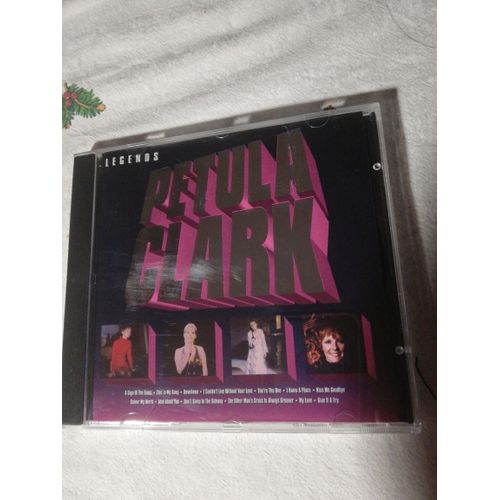 LEGENDS
PETULA
CLARK
A Sign Of The Times • This Is My Song • Downtown • I Couldn't Live Without Your Love • You're The One • I Know A Place • Kiss Me Goodbye
Colour My World • What About You • Don't Sleep In The Subway • The Other Man's Grass Is Always Greener • My Love • Give It A Try